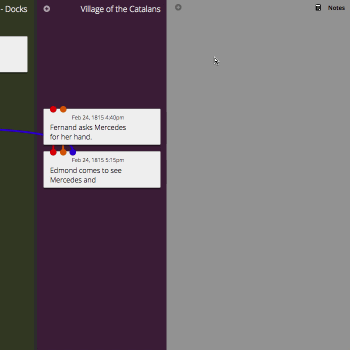 - Docks
Village of the Catalans
Notes
Feb 24, 1815 4:40pm
Fernand asks Mercedes
for her hand.
Feb 24, 1815 5:15pm
Edmond comes to see
Mercedes and